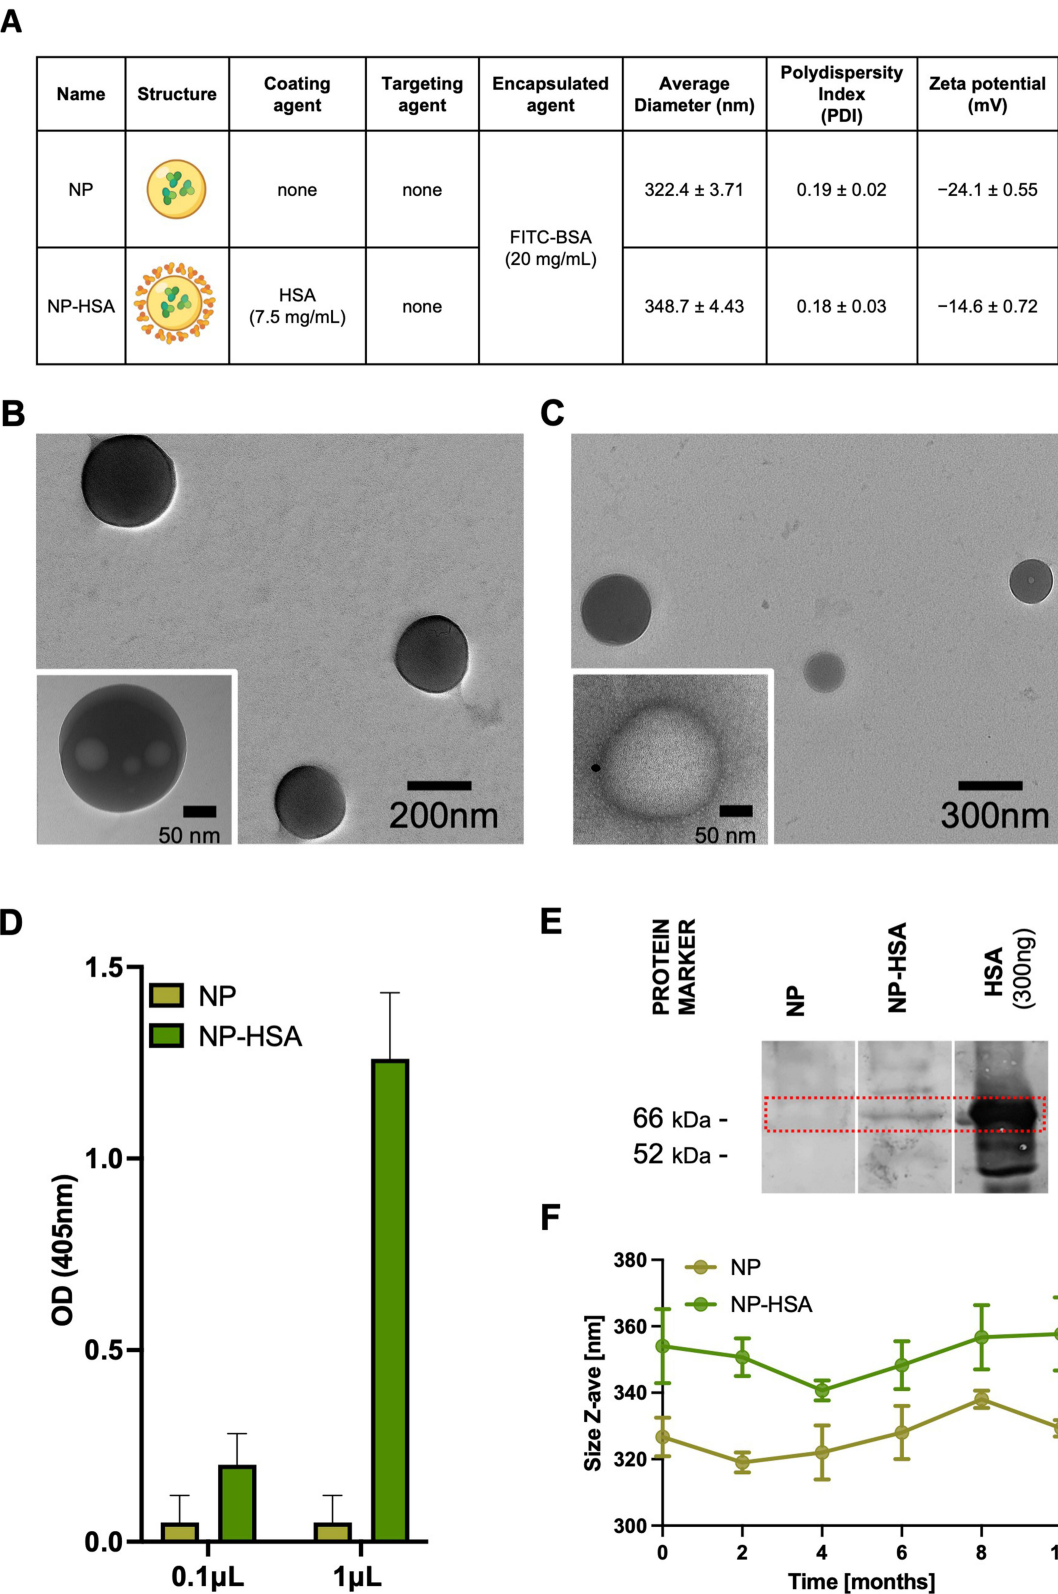 A
Name
Structure
Coating
agent
Targeting
agent
Encapsulated
agent
Average
Diameter (nm)
Polydispersity
Index
(PDI)
Zeta potential
(mV)
NP
none
none
FITC-BSA
(20 mg/mL)
322.4 ± 3.71
0.19 ± 0.02
−24.1 ± 0.55
NP-HSA
HSA
(7.5 mg/mL)
none
348.7 ± 4.43
0.18 ± 0.03
−14.6 ± 0.72
B
200nm
50 nm
C
300nm
50 nm
D
1.5
1.0
0.5
0.0
OD (405nm)
NP
NP-HSA
0.1µL
1µL
E
PROTEIN
MARKER
NP
NP-HSA
HSA
(300ng)
66 kDa -
52 kDa -
F
380
360
340
320
300
Size Z-ave [nm]
NP
NP-HSA
0 2 4 6 8 1
Time [months]